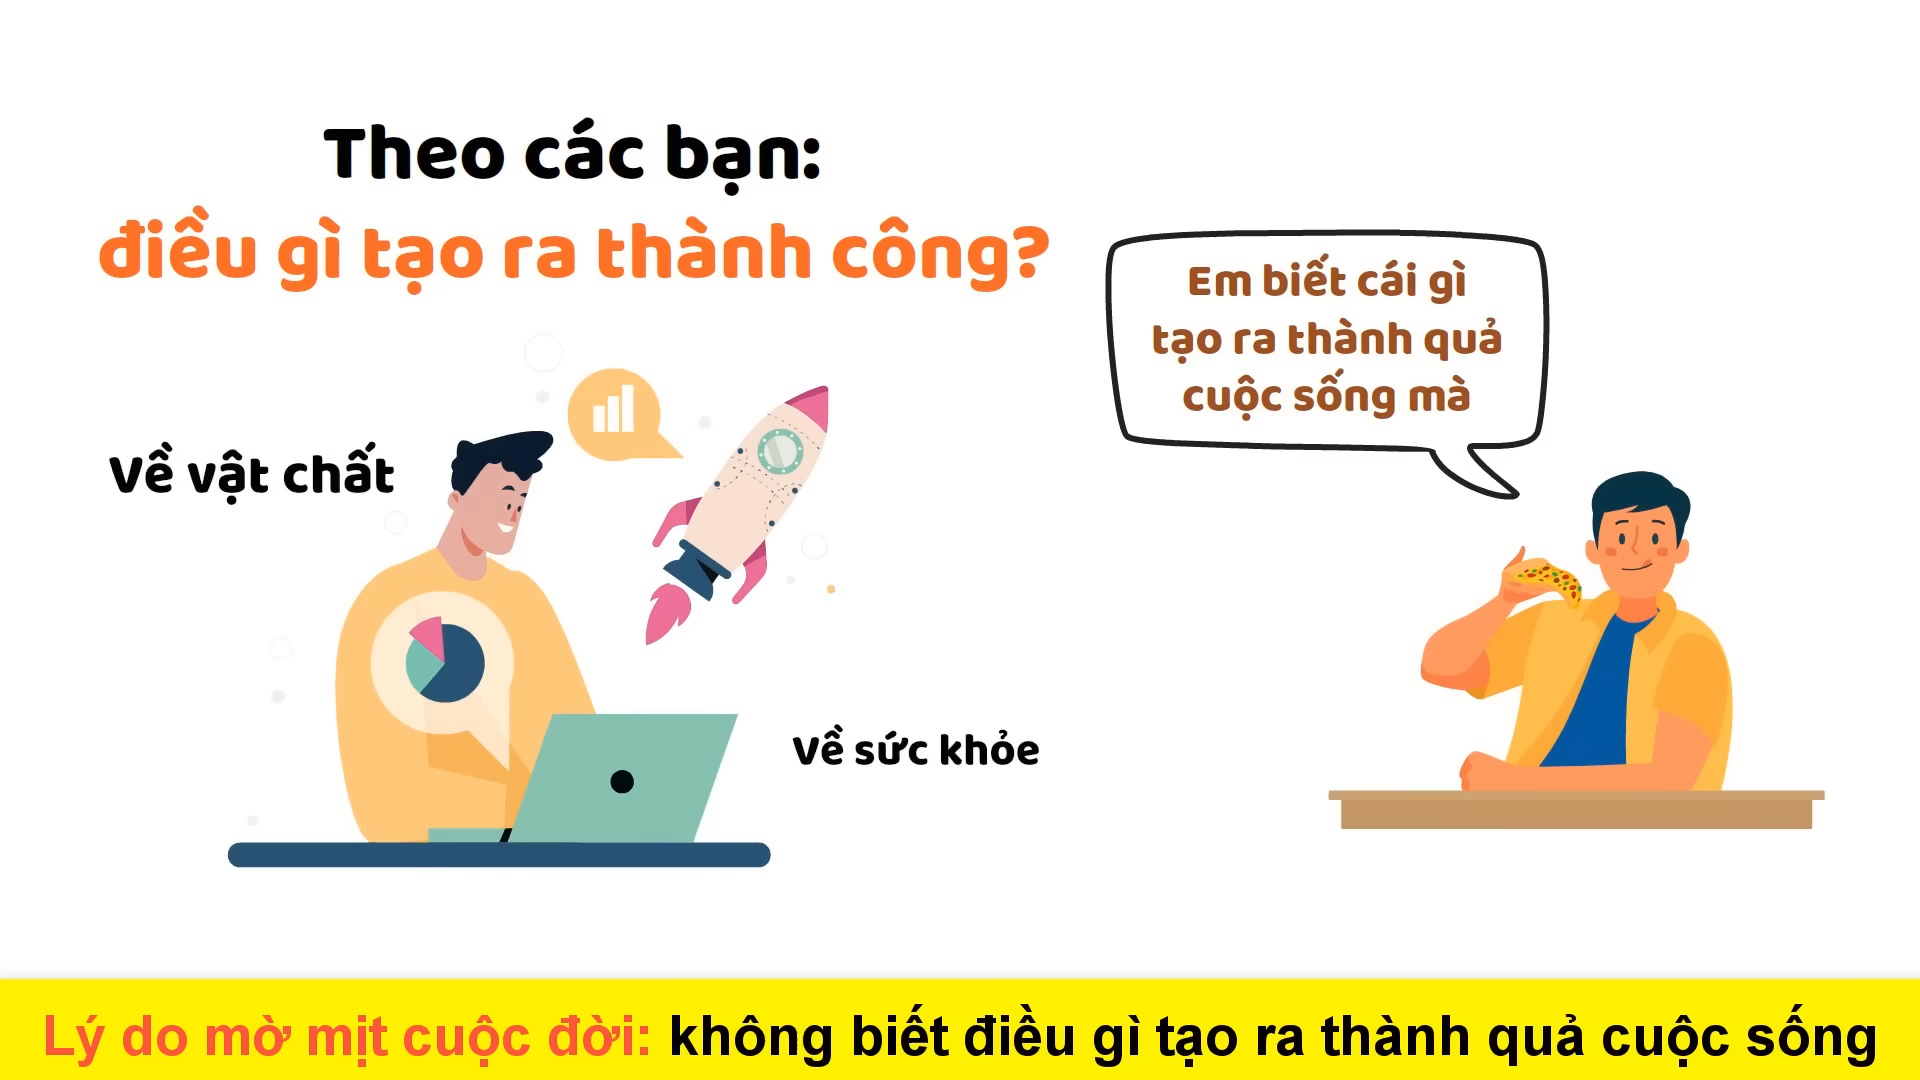 Theo các bạn:
điều gì tạo ra thành công?
Em biết cái gì
tạo ra thành quả
cuộc sống mà
Về vật chất
Về sức khỏe
Lý do mờ mịt cuộc đời: không biết điều gì tạo ra thành quả cuộc sống